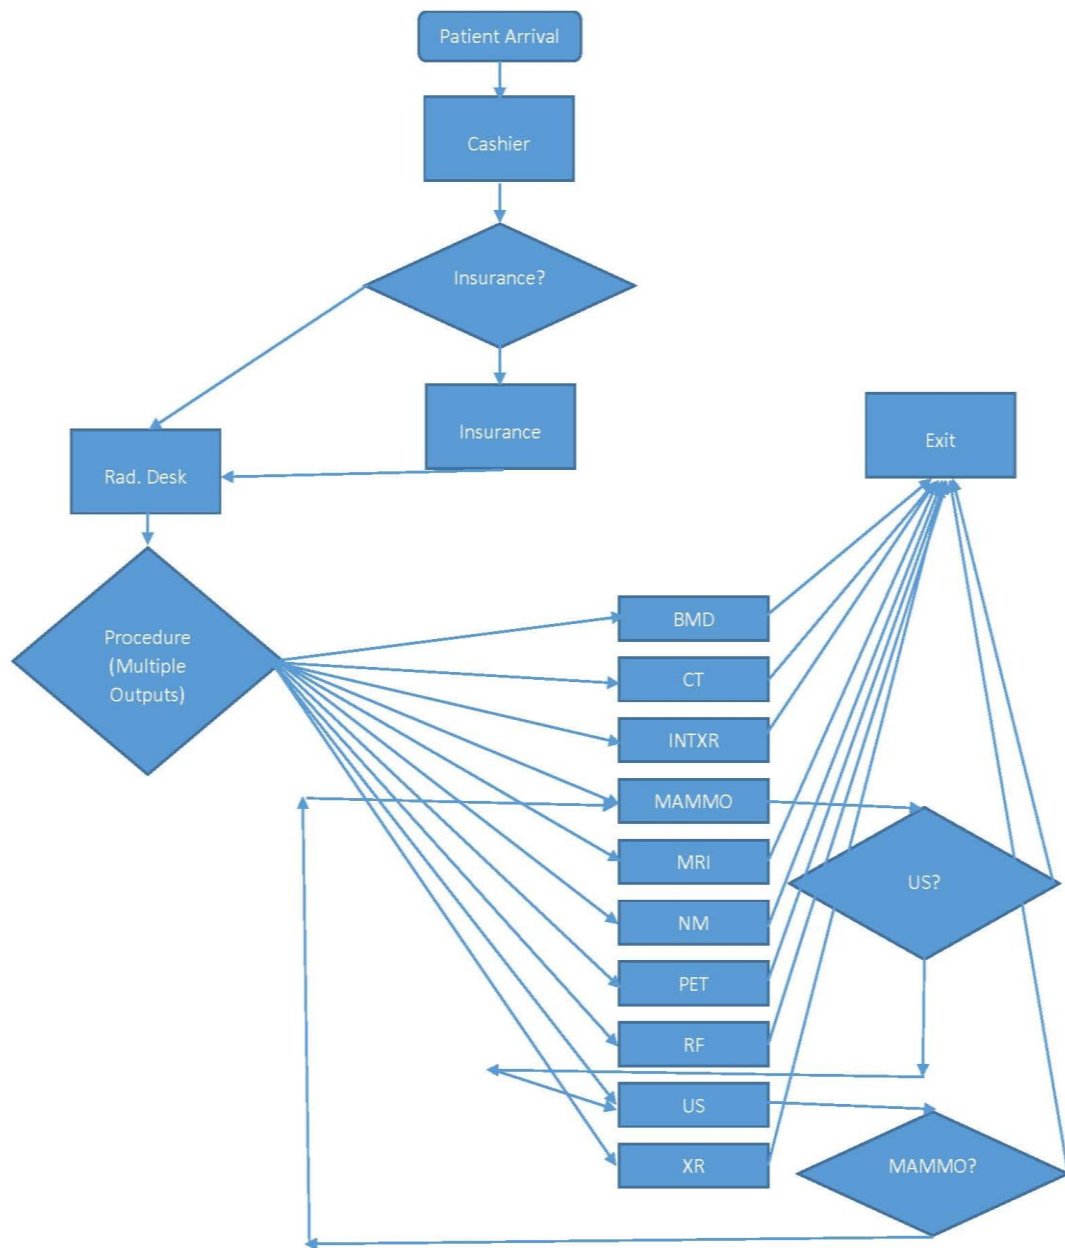 Patient Arrival
Cashier
Insurance?
Insurance
Exit
Rad. Desk
Procedure
(Multiple
Outputs)
BMD
CT
INTXR
MAMMO
MRI
US?
NM
PET
RF
US
MAMMO?
XR